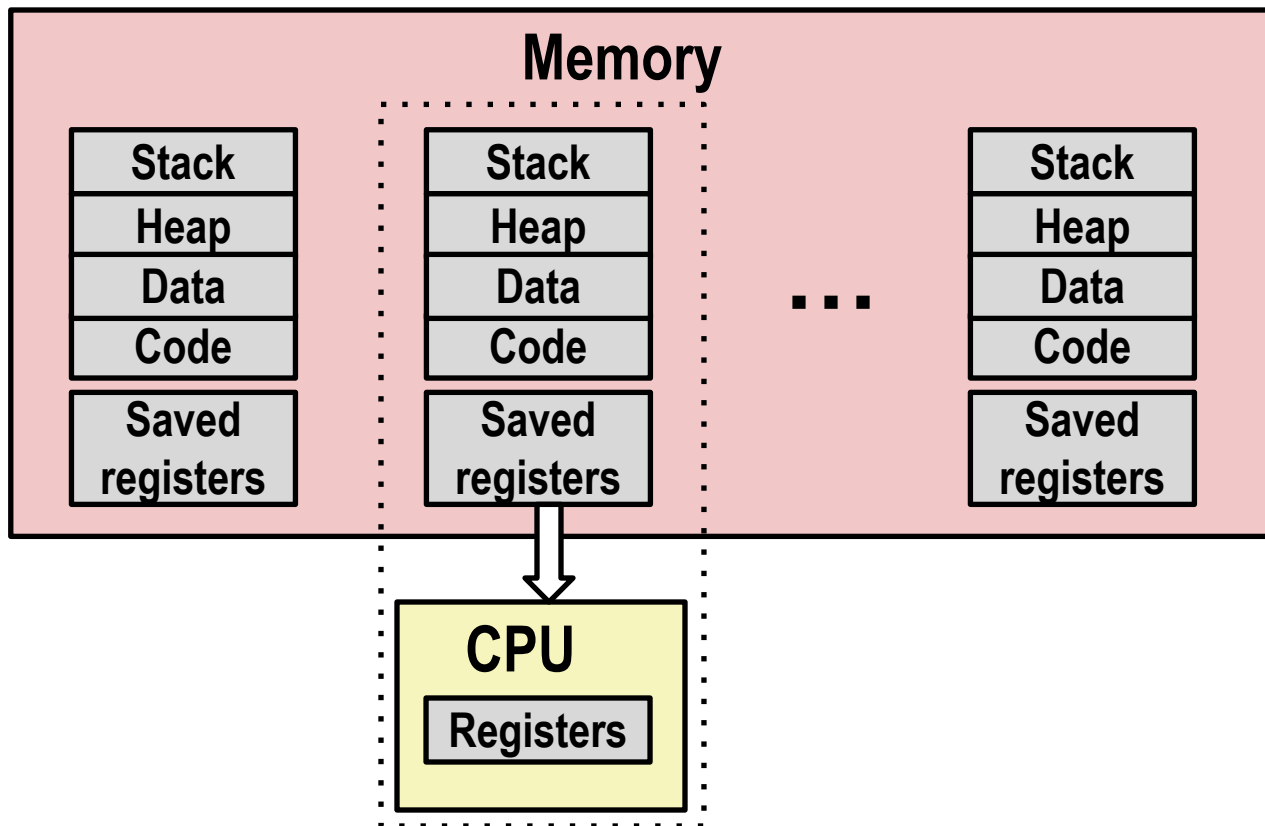 Memory
Stack
Heap
Data
Code
Saved
registers
Stack
Heap
Data
Code
Saved
registers
...
Stack
Heap
Data
Code
Saved
registers
CPU
Registers